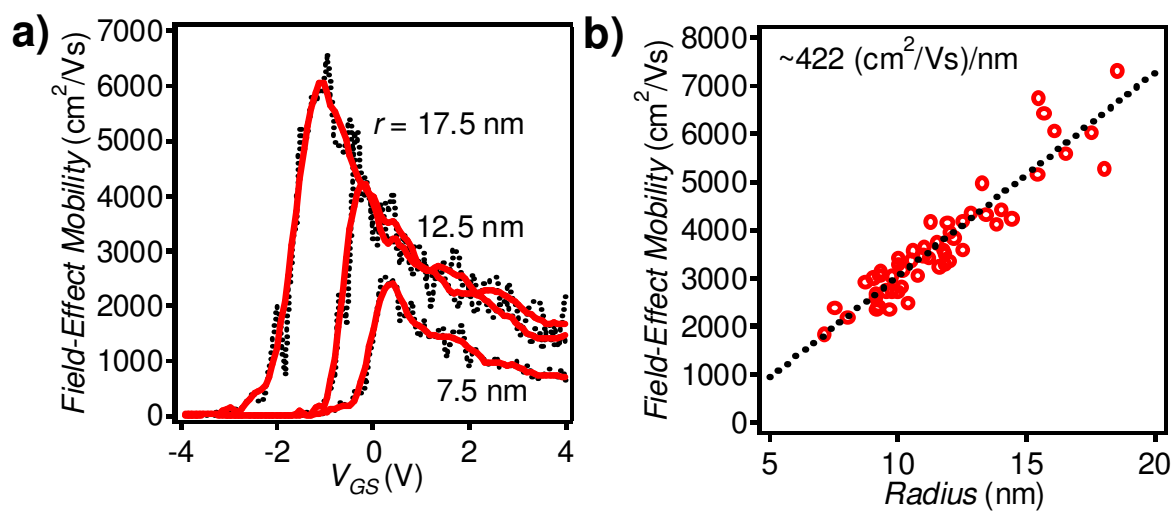 a)
Field-Effect Mobility (cm²/Vs)
7000
6000
5000
4000
3000
2000
1000
0
r = 17.5 nm
12.5 nm
7.5 nm
-4
-2
0
2
4
V_GS (V)
b)
Field-Effect Mobility (cm²/Vs)
8000
7000
6000
5000
4000
3000
2000
1000
0
~422 (cm²/Vs)/nm
5
10
15
20
Radius (nm)